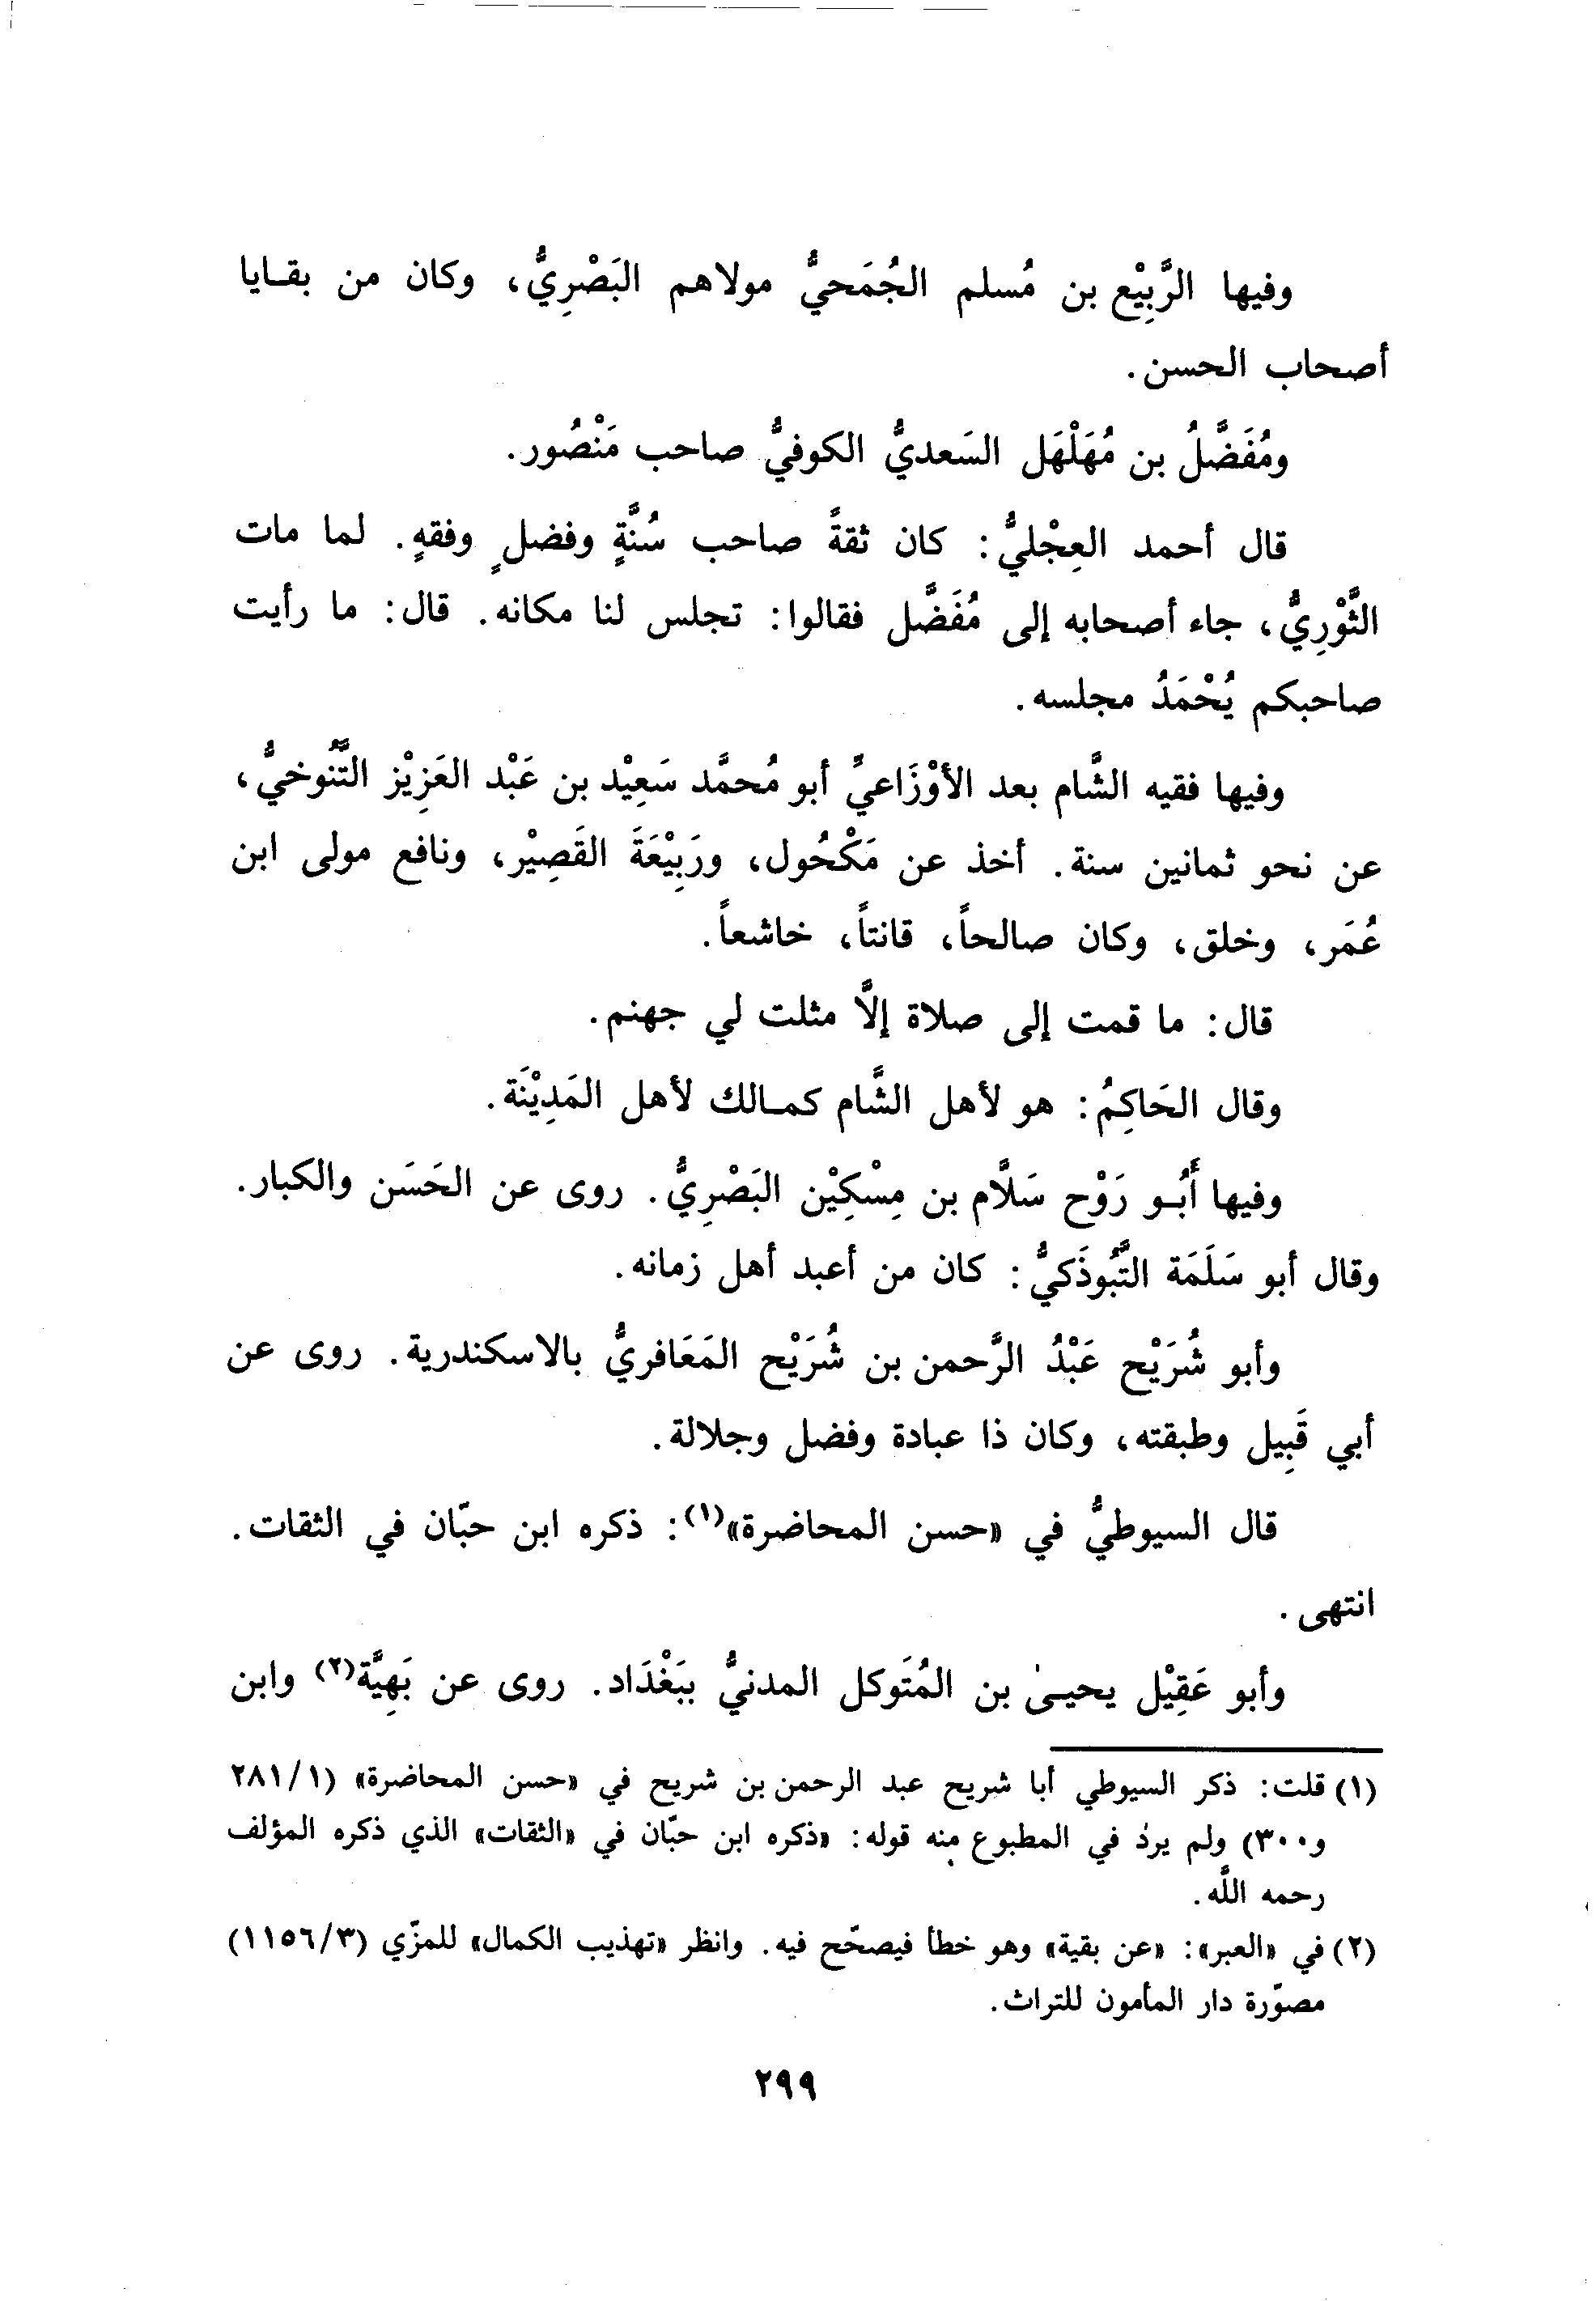 وفيها الرَّبِيْع بن مُسلم الجُمَحيُّ مولاهم البَصْرِيُّ، وكان من بقـايا
أصحاب الحسن.
ومُفَضَّلُ بن مُهَلْهَل السَعديُّ الكوفيُّ صاحب مَنْصُور.
قال أحمد العِجْليُّ: كان ثقةً صاحب سُنَّةٍ وفضلٍ وفقهٍ. لما مات
الثَّوْرِيُّ، جاء أصحابه إلى مُفَضَّل فقالوا: تجلس لنا مكانه. قال: ما رأيت
صاحبكم يُحْمَدُ مجلسه.
وفيها فقيه الشَّام بعد الأوْزَاعيِّ أبو مُحمَّد سَعِيْد بن عَبْد العَزِيْز التَّنُوخيُّ،
عن نحو ثمانين سنة. أخذ عن مَكْحُول، ورَبِيْعَةَ القَصِيْر، ونافع مولى ابن
عُمَر، وخلق، وكان صالحاً، قانتاً، خاشعاً.
قال: ما قمت إلى صلاة إلَّا مثلت لي جهنم.
وقال الحَاكِمُ: هو لأهل الشَّام كمـالك لأهل المَدِيْنَة.
وفيها أَبُـو رَوْح سَلَّام بن مِسْكِيْن البَصْرِيُّ. روى عن الحَسَن والكبار.
وقال أبو سَلَمَة التَّبُوذَكيُّ: كان من أعبد أهل زمانه.
وأبو شُرَيْح عَبْدُ الرَّحمن بن شُرَيْح المَعَافريُّ بالاسكندرية. روى عن
أبي قَبِيل وطبقته، وكان ذا عبادة وفضل وجلالة.
قال السيوطيُّ في «حسن المحاضرة»(١): ذكره ابن حبّان في الثقات.
انتهى.
وأبو عَقِيْل يحيـىٰ بن المُتَوكل المدنيُّ ببَغْدَاد. روى عن بَهِيَّة(٢) وابن
(١) قلت: ذكر السيوطي أبا شريح عبد الرحمن بن شريح في «حسن المحاضرة» (١/ ٢٨١
و٣٠٠) ولم يرد في المطبوع منه قوله: «ذكره ابن حبّان في «الثقات» الذي ذكره المؤلف
رحمه اللَّه.
(٢) في «العبر»: «عن بقية» وهو خطأ فيصحّح فيه. وانظر «تهذيب الكمال» للمزّي (٣/ ١١٥٦)
مصوّرة دار المأمون للتراث.
٢٩٩